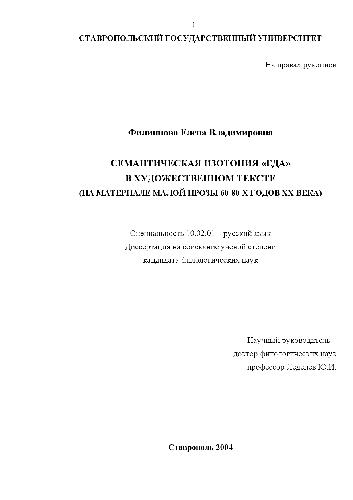 1
СТАВРОПОЛЬСКИЙ ГОСУДАРСТВЕННЫЙ УНИВЕРСИТЕТ
На правах рукописи
Филиппова Елена Владимировна
СЕМАНТИЧЕСКАЯ ИЗОТОПИЯ «ЕДА»
В ХУДОЖЕСТВЕННОМ ТЕКСТЕ
(НА МАТЕРИАЛЕ МАЛОЙ ПРОЗЫ 60-80-Х ГОДОВ ХХ ВЕКА)
Специальность 10.02.01 – русский язык
Диссертация на соискание ученой степени
кандидата филологических наук
Научный руководитель
доктор филологических наук
профессор Ю.И.
Ставрополь 2004